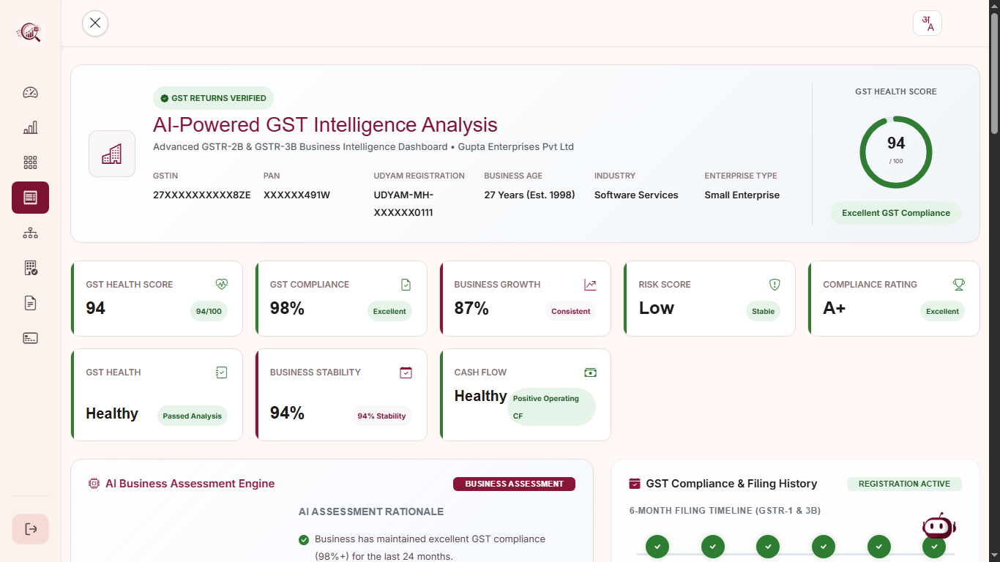 अ
A
GST RETURNS VERIFIED
AI-Powered GST Intelligence Analysis
Advanced GSTR-2B & GSTR-3B Business Intelligence Dashboard • Gupta Enterprises Pvt Ltd
GSTIN
27XXXXXXXXXX8ZE
PAN
XXXXXX491W
UDYAM REGISTRATION
UDYAM-MH-
XXXXXX0111
BUSINESS AGE
27 Years (Est. 1998)
INDUSTRY
Software Services
ENTERPRISE TYPE
Small Enterprise
GST HEALTH SCORE
94
/ 100
Excellent GST Compliance
GST HEALTH SCORE
94
94/100
GST COMPLIANCE
98%
Excellent
BUSINESS GROWTH
87%
Consistent
RISK SCORE
Low
Stable
COMPLIANCE RATING
A+
Excellent
GST HEALTH
Healthy
Passed Analysis
BUSINESS STABILITY
94%
94% Stability
CASH FLOW
Healthy
Positive Operating
CF
AI Business Assessment Engine
BUSINESS ASSESSMENT
AI ASSESSMENT RATIONALE
Business has maintained excellent GST compliance
(98%+) for the last 24 months.
GST Compliance & Filing History
REGISTRATION ACTIVE
6-MONTH FILING TIMELINE (GSTR-1 & 3B)